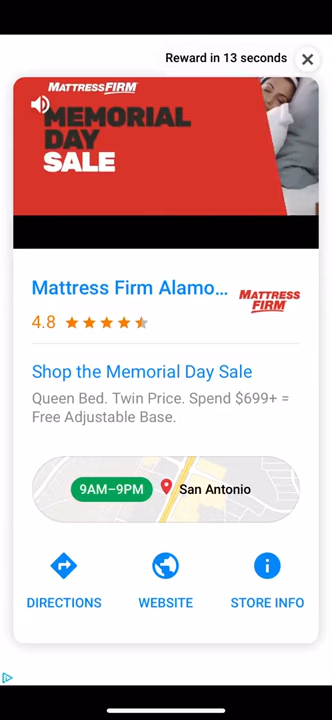 Reward in 13 seconds
MATTRESS FIRM
MEMORIAL
DAY
SALE
Mattress Firm Alamo...
MATTRESS
FIRM
4.8
Shop the Memorial Day Sale
Queen Bed. Twin Price. Spend $699+ =
Free Adjustable Base.
9AM–9PM
San Antonio
DIRECTIONS
WEBSITE
STORE INFO